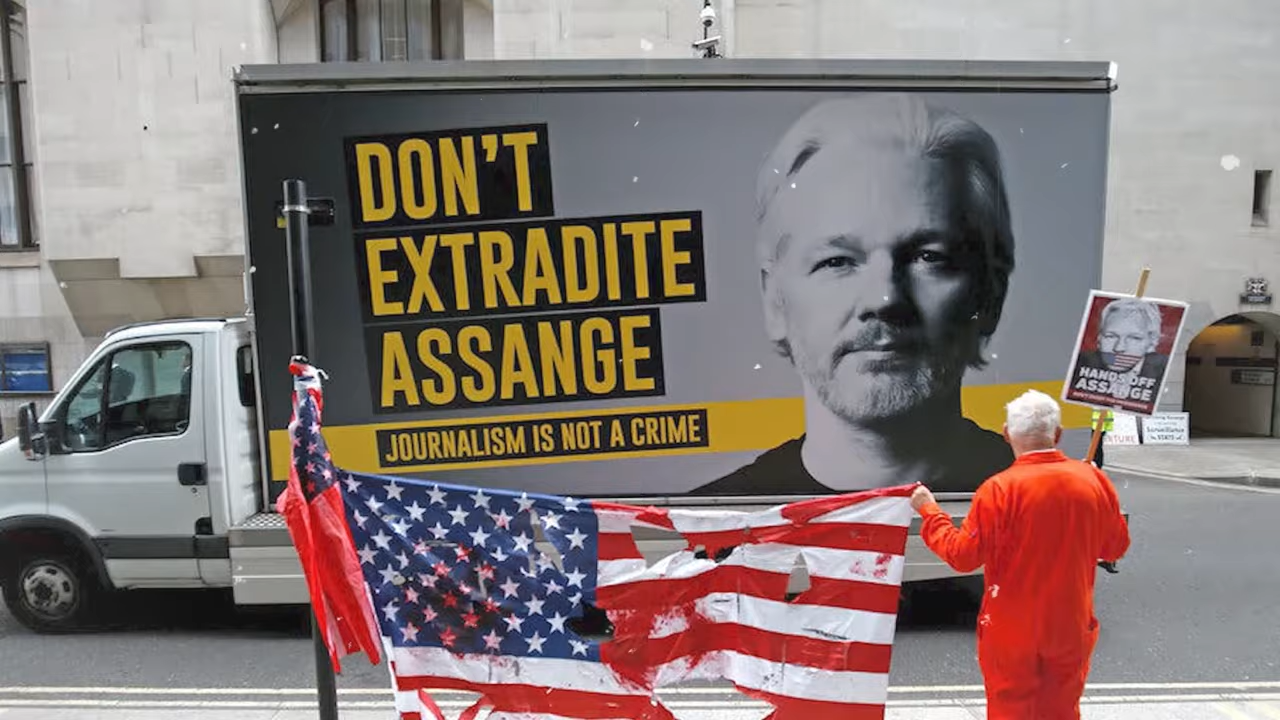 DON'T
EXTRADITE
ASSANGE
JOURNALISM IS NOT A CRIME
HANDS OFF
ASSANGE